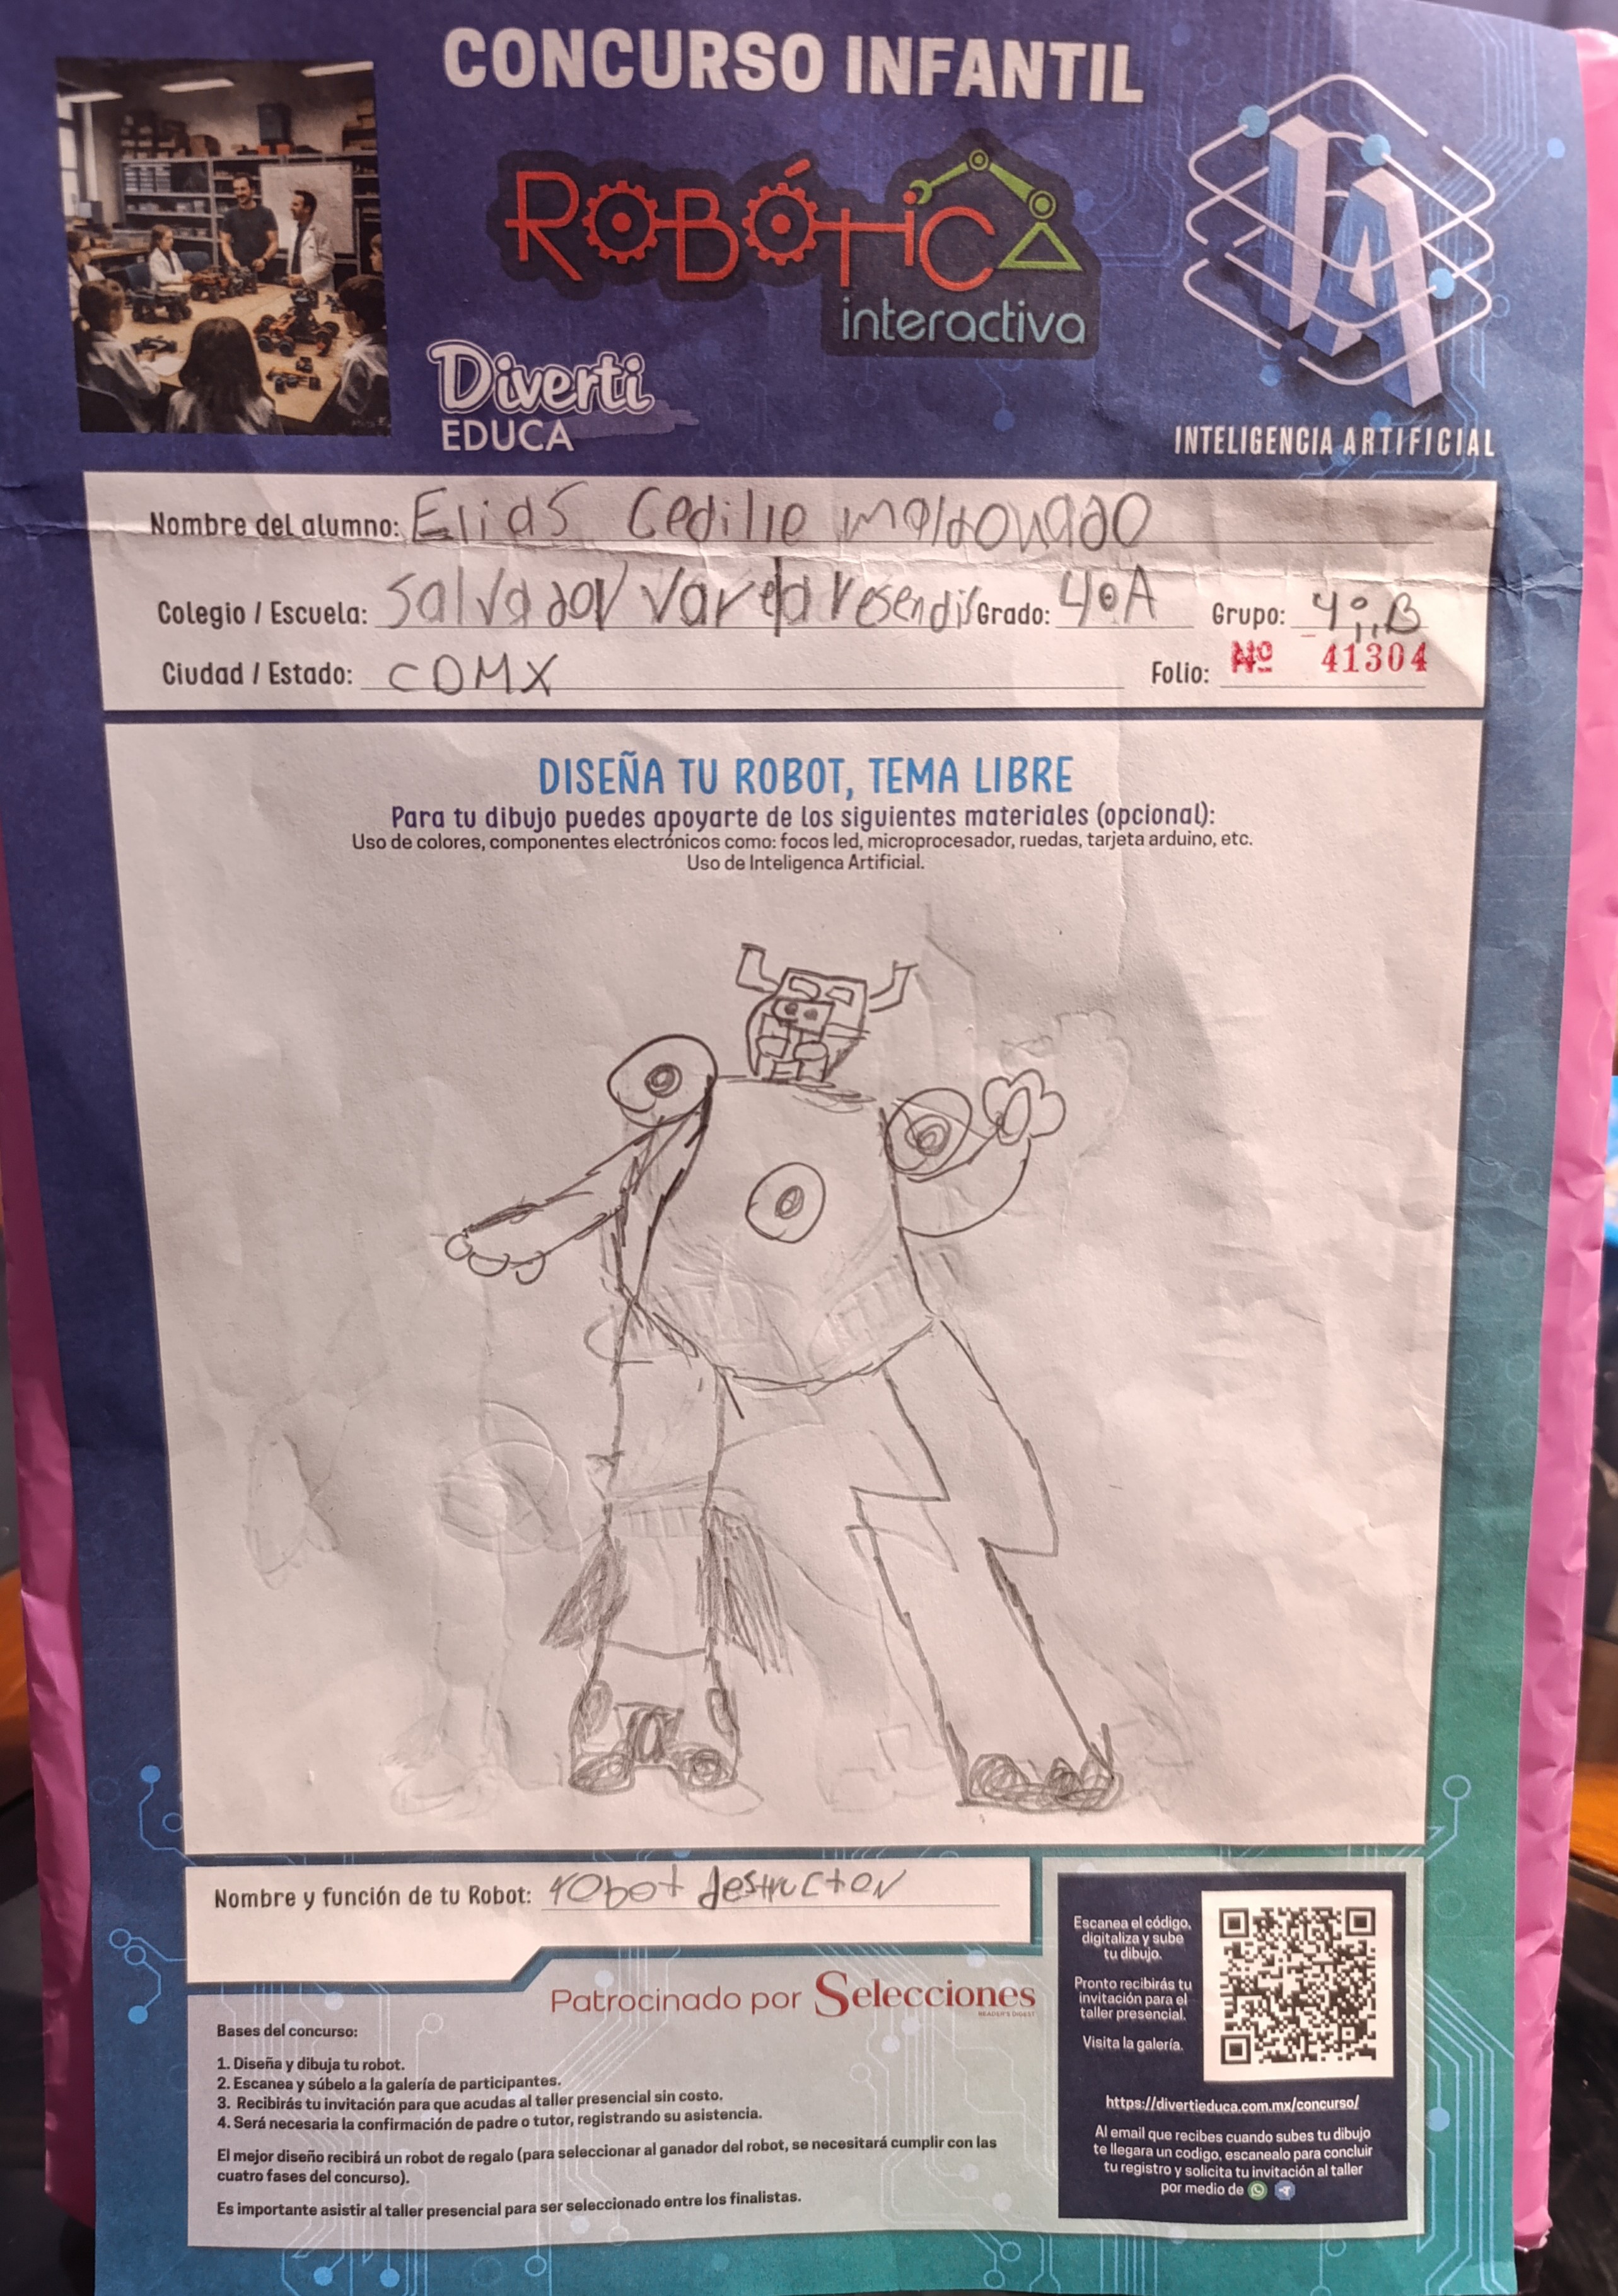 CONCURSO INFANTIL
ROBÓTICA
interactiva
Diverti
EDUCA
IA
INTELIGENCIA ARTIFICIAL
Nombre del alumno: Elias Cedillo maldonado
Colegio / Escuela: Salvador Varela resendis Grado: 4°A Grupo: 4° "B
Ciudad / Estado: CDMX Folio: Nº 41304
DISEÑA TU ROBOT, TEMA LIBRE
Para tu dibujo puedes apoyarte de los siguientes materiales (opcional):
Uso de colores, componentes electrónicos como: focos led, microprocesador, ruedas, tarjeta arduino, etc.
Uso de Inteligenca Artificial.
Nombre y función de tu Robot: robot destructor
Patrocinado por Selecciones
READER'S DIGEST
Bases del concurso:
1. Diseña y dibuja tu robot.
2. Escanea y súbelo a la galería de participantes.
3. Recibirás tu invitación para que acudas al taller presencial sin costo.
4. Será necesaria la confirmación de padre o tutor, registrando su asistencia.
El mejor diseño recibirá un robot de regalo (para seleccionar al ganador del robot, se necesitará cumplir con las
cuatro fases del concurso).
Es importante asistir al taller presencial para ser seleccionado entre los finalistas.
Escanea el código,
digitaliza y sube
tu dibujo.
Pronto recibirás tu
invitación para el
taller presencial.
Visita la galería.
https://divertieduca.com.mx/concurso/
Al email que recibes cuando subes tu dibujo
te llegara un codigo, escanealo para concluir
tu registro y solicita tu invitación al taller
por medio de